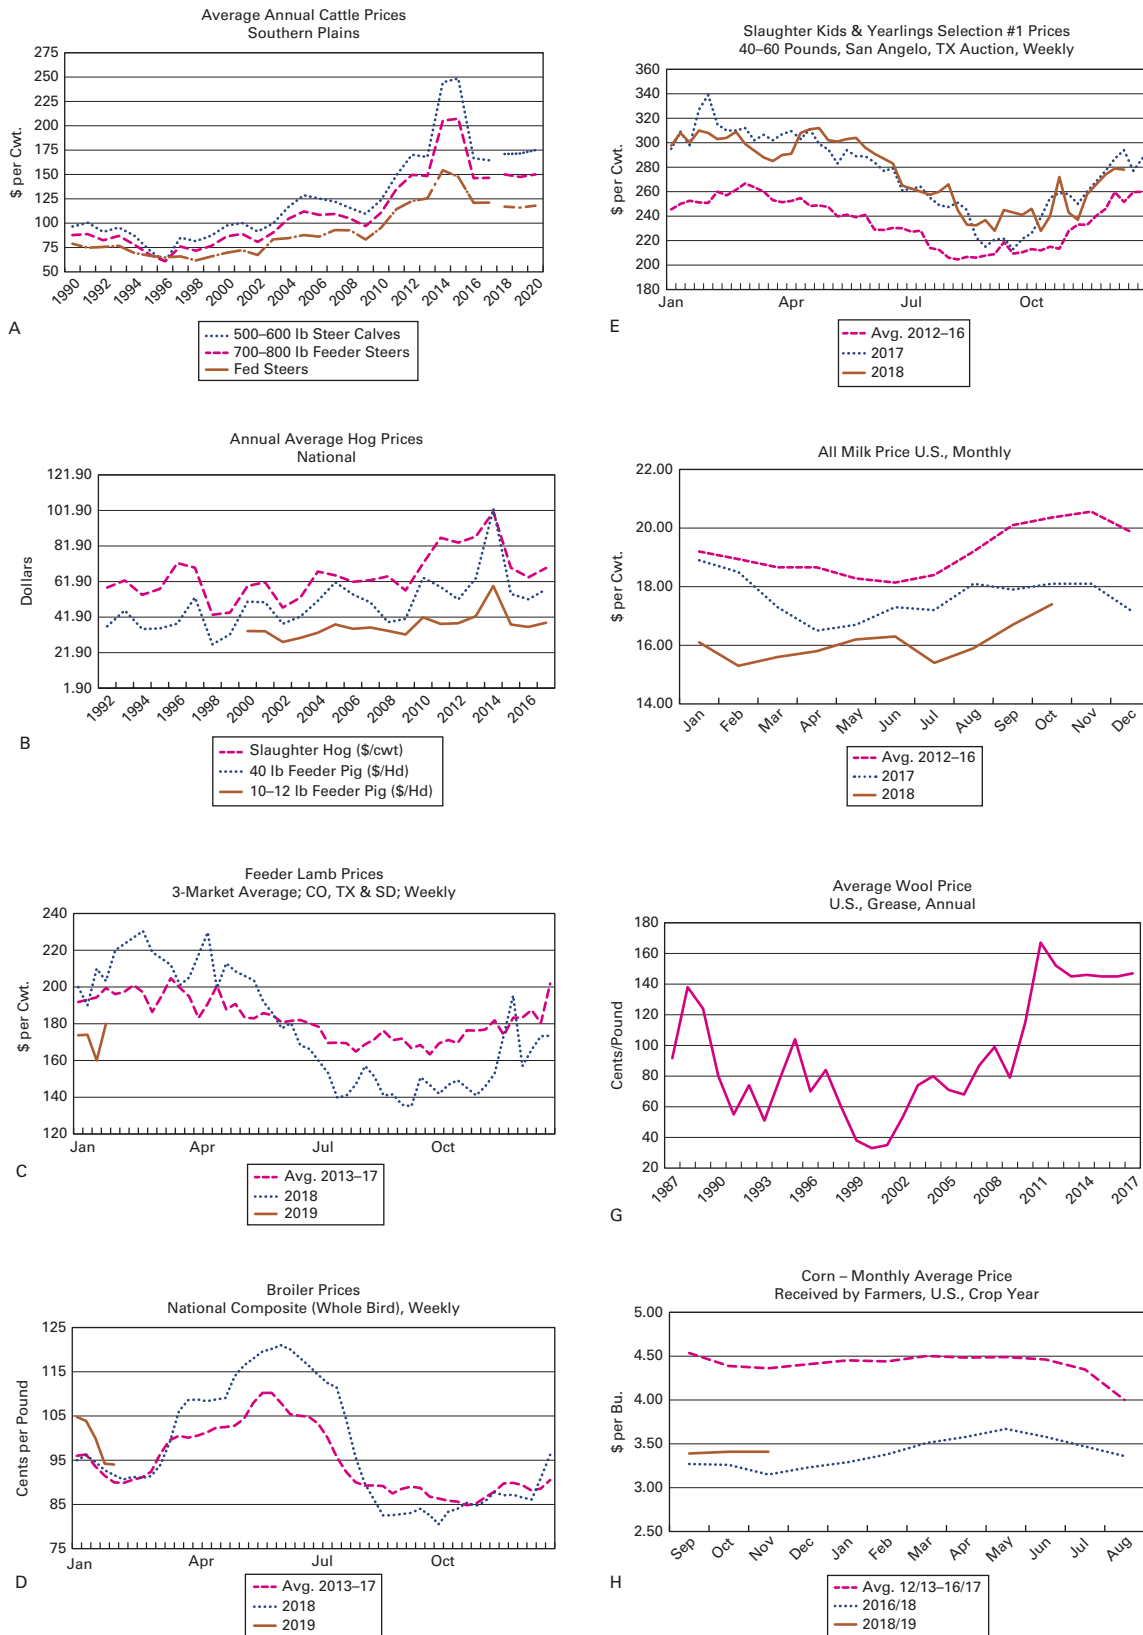 Average Annual Cattle Prices
Southern Plains
$ per Cwt.
275
250
225
200
175
150
125
100
75
50
1990
1992
1994
1996
1998
2000
2002
2004
2006
2008
2010
2012
2014
2016
2018
2020
A
500–600 lb Steer Calves
700–800 lb Feeder Steers
Fed Steers
Annual Average Hog Prices
National
Dollars
121.90
101.90
81.90
61.90
41.90
21.90
1.90
1992
1994
1996
1998
2000
2002
2004
2006
2008
2010
2012
2014
2016
B
Slaughter Hog ($/cwt)
40 lb Feeder Pig ($/Hd)
10–12 lb Feeder Pig ($/Hd)
Feeder Lamb Prices
3-Market Average; CO, TX & SD; Weekly
$ per Cwt.
240
220
200
180
160
140
120
Jan
Apr
Jul
Oct
C
Avg. 2013–17
2018
2019
Broiler Prices
National Composite (Whole Bird), Weekly
Cents per Pound
125
115
105
95
85
75
Jan
Apr
Jul
Oct
D
Avg. 2013–17
2018
2019
Slaughter Kids & Yearlings Selection #1 Prices
40–60 Pounds, San Angelo, TX Auction, Weekly
$ per Cwt.
360
340
320
300
280
260
240
220
200
180
Jan
Apr
Jul
Oct
E
Avg. 2012–16
2017
2018
All Milk Price U.S., Monthly
$ per Cwt.
22.00
20.00
18.00
16.00
14.00
Jan
Feb
Mar
Apr
May
Jun
Jul
Aug
Sep
Oct
Nov
Dec
Avg. 2012–16
2017
2018
Average Wool Price
U.S., Grease, Annual
Cents/Pound
180
160
140
120
100
80
60
40
20
1987
1990
1993
1996
1999
2002
2005
2008
2011
2014
2017
G
Corn – Monthly Average Price
Received by Farmers, U.S., Crop Year
$ per Bu.
5.00
4.50
4.00
3.50
3.00
2.50
Sep
Oct
Nov
Dec
Jan
Feb
Mar
Apr
May
Jun
Jul
Aug
H
Avg. 12/13–16/17
2016/18
2018/19